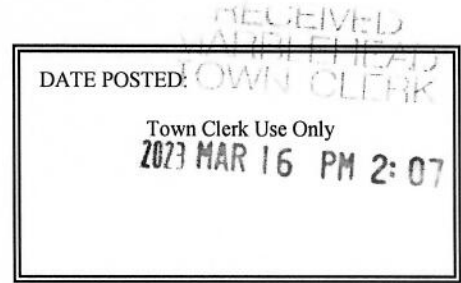 RECEIVED
MARBLEHEAD
TOWN CLERK
DATE POSTED:
Town Clerk Use Only
2023 MAR 16 PM 2: 07